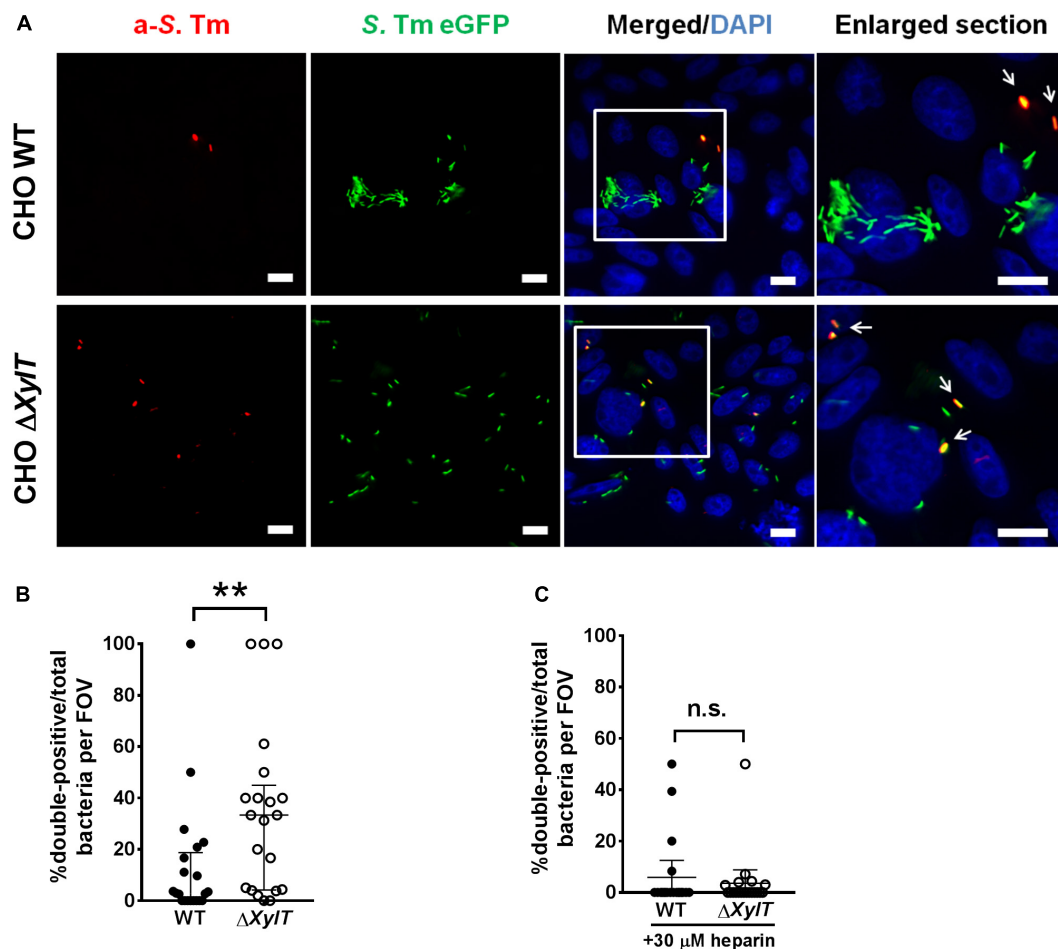 A
a-S. Tm
S. Tm eGFP
Merged/DAPI
Enlarged section
CHO WT
CHO ΔXylT
B
**
%double-positive/total
bacteria per FOV
100
80
60
40
20
0
WT
ΔXylT
C
n.s.
%double-positive/total
bacteria per FOV
100
80
60
40
20
0
WT
ΔXylT
+30 μM heparin